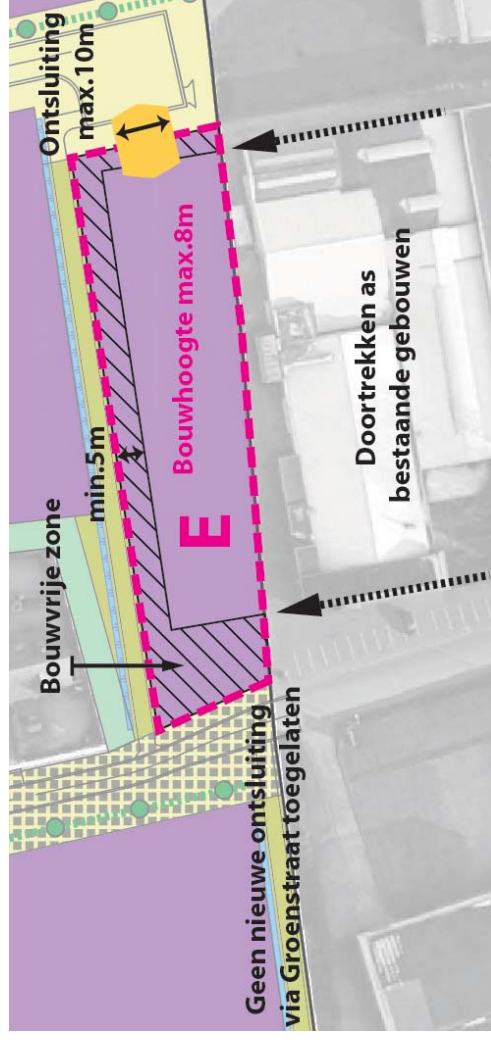 Ontsluiting
max.10m
min.5m
Bouwvrije zone
Bouwhoogte max.8m
E
Doortrekken as
bestaande gebouwen
Geen nieuwe ontsluiting
via Groenstraat toegelaten